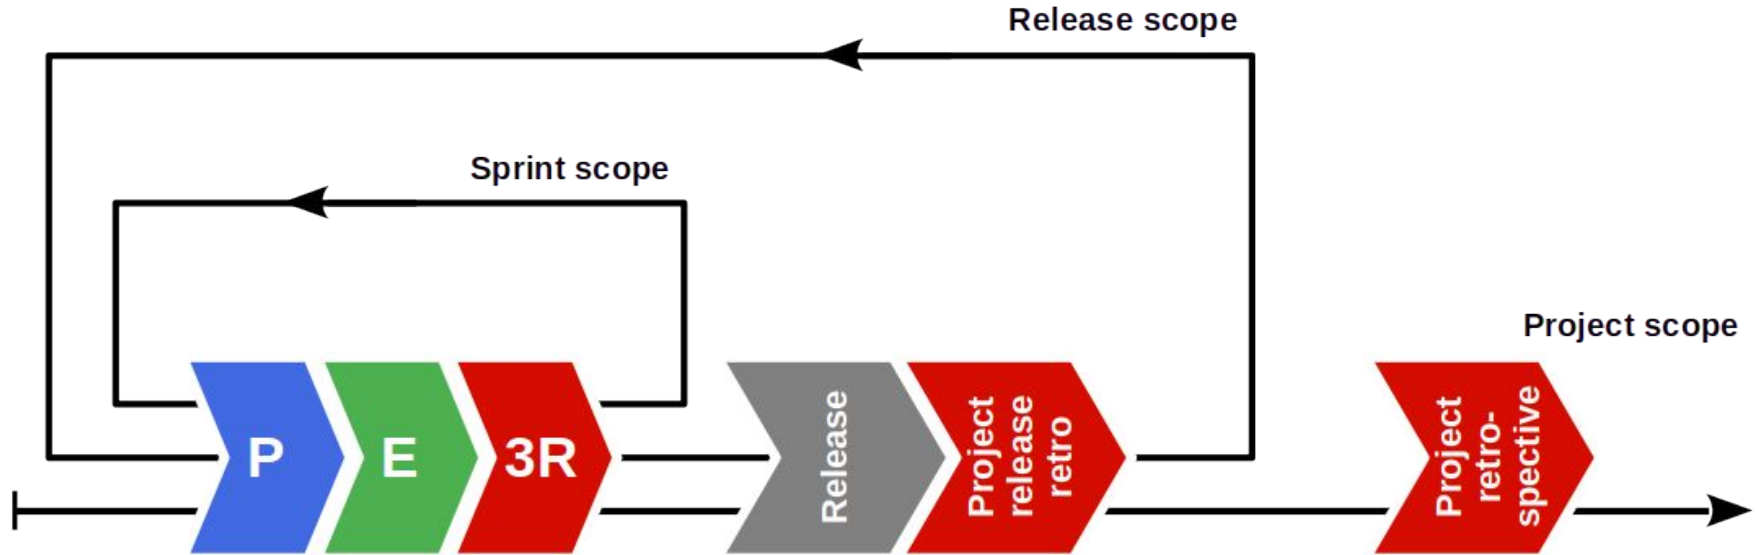 Release scope
Sprint scope
Project scope
P
E
3R
Release
Project
release
retro
Project
retro-
spective